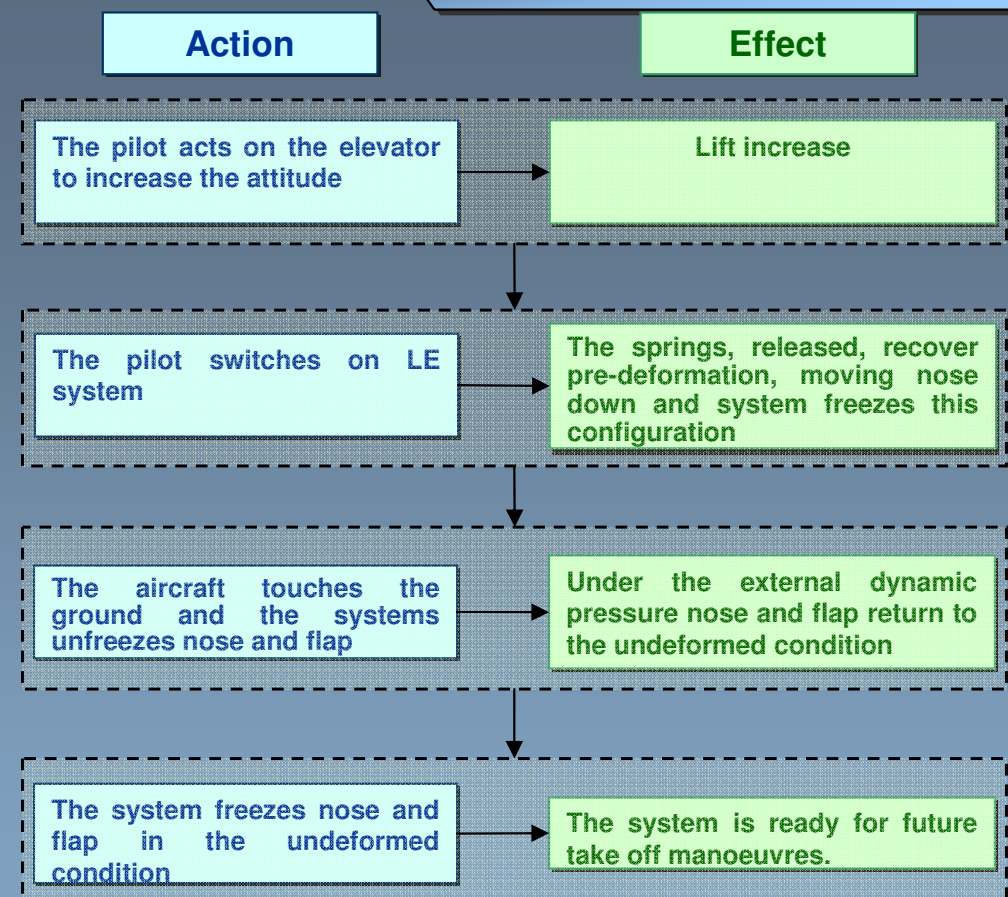 Action
Effect
The pilot acts on the elevator
to increase the attitude
Lift increase
The pilot switches on LE
system
The springs, released, recover
pre-deformation, moving nose
down and system freezes this
configuration
The aircraft touches the
ground and the systems
unfreezes nose and flap
Under the external dynamic
pressure nose and flap return to
the undeformed condition
The system freezes nose and
flap in the undeformed
condition
The system is ready for future
take off manoeuvres.